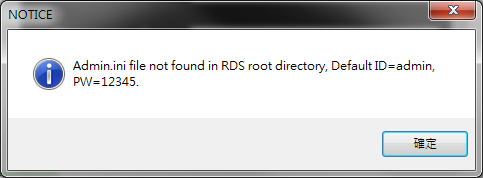 NOTICE
Admin.ini file not found in RDS root directory, Default ID=admin,
PW=12345.
確定